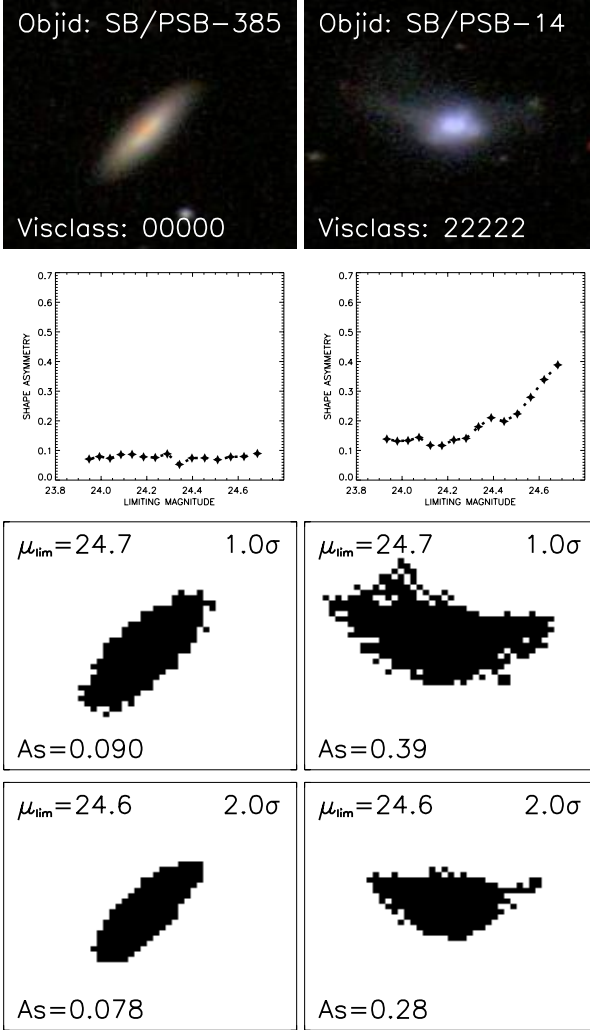 Objid: SB/PSB-385
Visclass: 00000
Objid: SB/PSB-14
Visclass: 22222
SHAPE ASYMMETRY
0.7
0.6
0.5
0.4
0.3
0.2
0.1
0.0
23.8 24.0 24.2 24.4 24.6
LIMITING MAGNITUDE
SHAPE ASYMMETRY
0.7
0.6
0.5
0.4
0.3
0.2
0.1
0.0
23.8 24.0 24.2 24.4 24.6
LIMITING MAGNITUDE
μlim=24.7 1.0σ
As=0.090
μlim=24.7 1.0σ
As=0.39
μlim=24.6 2.0σ
As=0.078
μlim=24.6 2.0σ
As=0.28